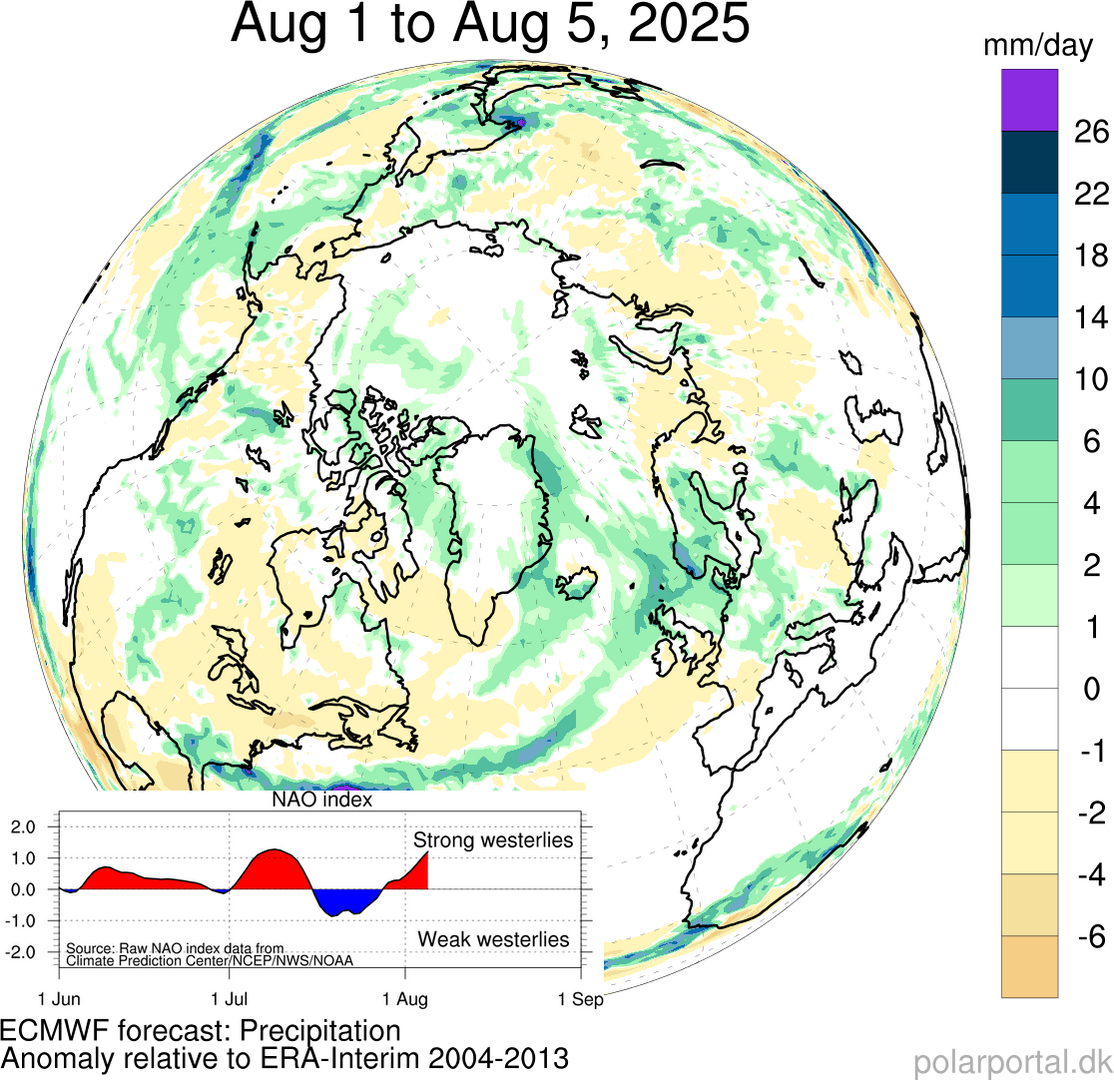 Aug 1 to Aug 5, 2025
mm/day
26
22
18
14
10
6
4
2
1
0
-1
-2
-4
-6
NAO index
2.0
1.0
0.0
-1.0
-2.0
Strong westerlies
Weak westerlies
Source: Raw NAO index data from
Climate Prediction Center/NCEP/NWS/NOAA
1 Jun 1 Jul 1 Aug 1 Sep
ECMWF forecast: Precipitation
Anomaly relative to ERA-Interim 2004-2013
polarportal.dk